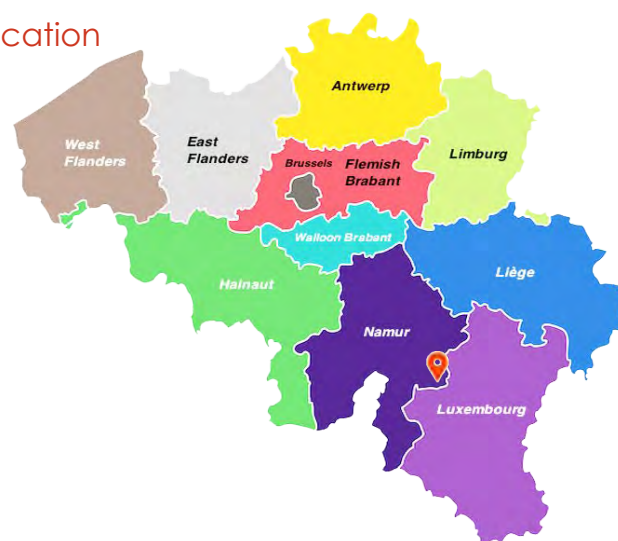 cation
Antwerp
West
Flanders
East
Flanders
Brussels
Flemish
Brabant
Limburg
Walloon Brabant
Hainaut
Liège
Namur
Luxembourg